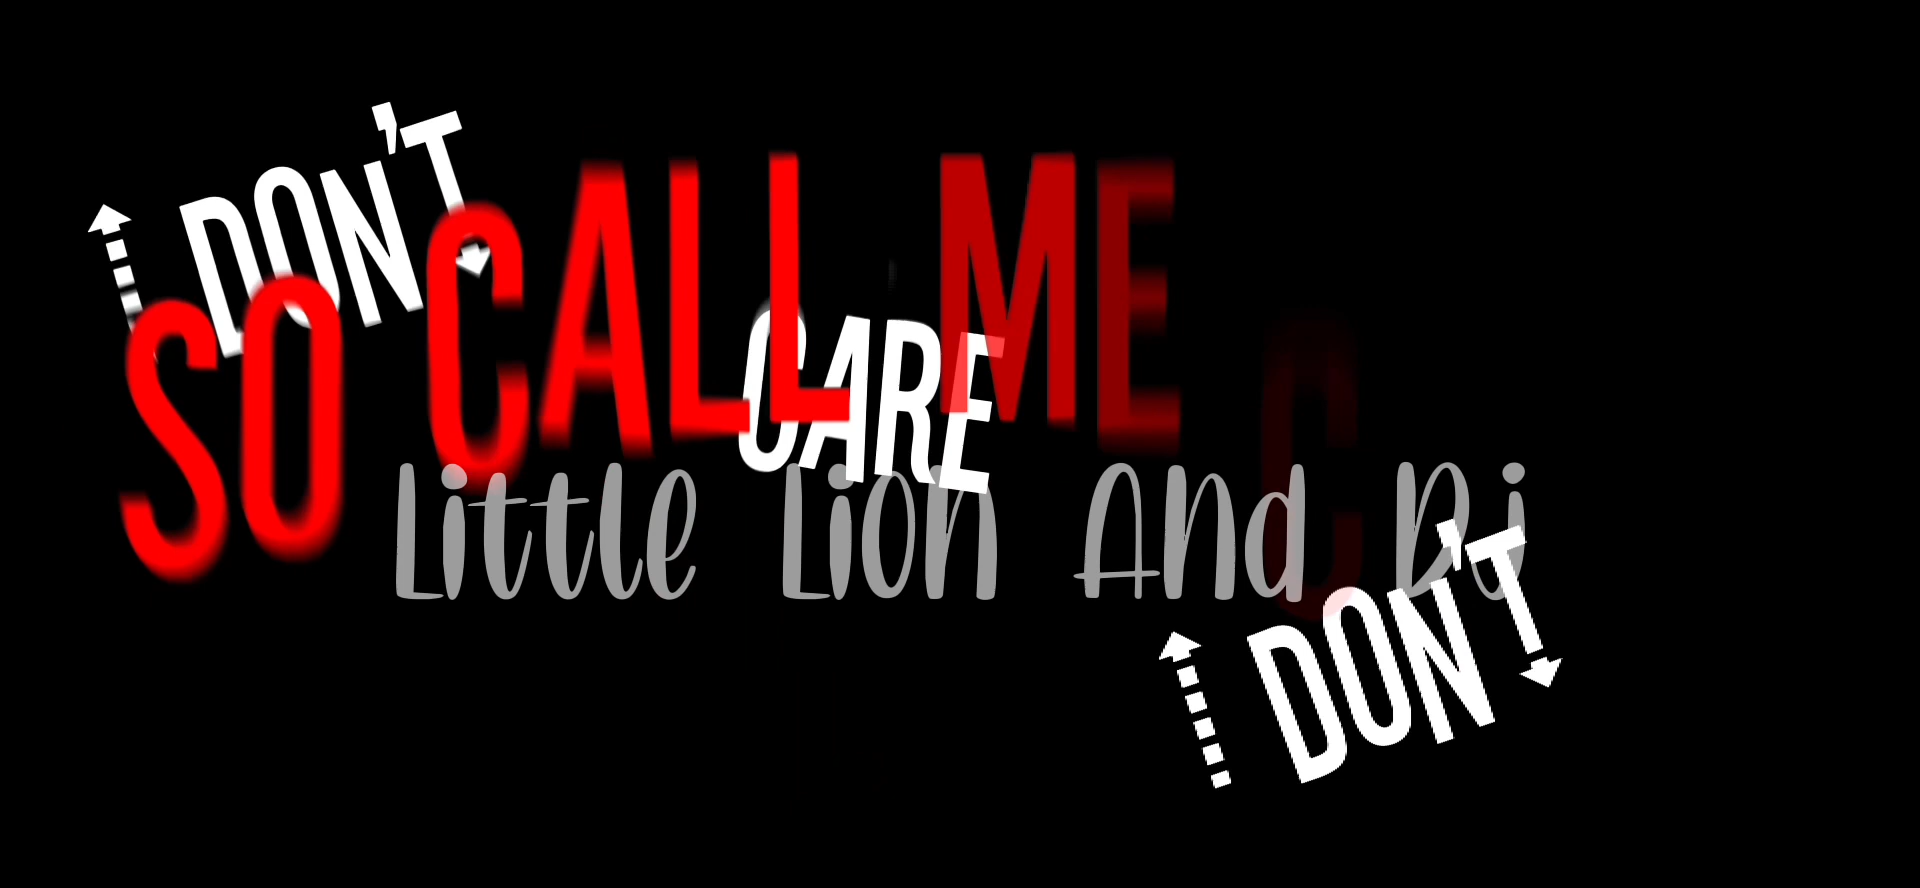 DON'T
SO CALL ME C
CARE
Little Lion And
DON'T